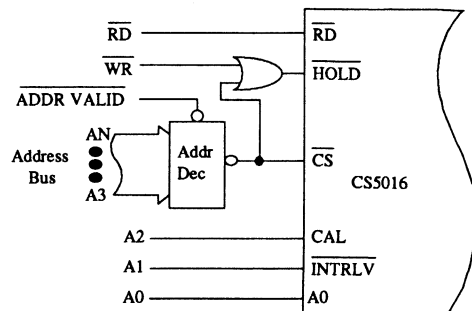 RD RD
WR HOLD
ADDR VALID
AN
Address
Bus
A3
Addr
Dec
CS
CS5016
A2 CAL
A1 INTRLV
A0 A0